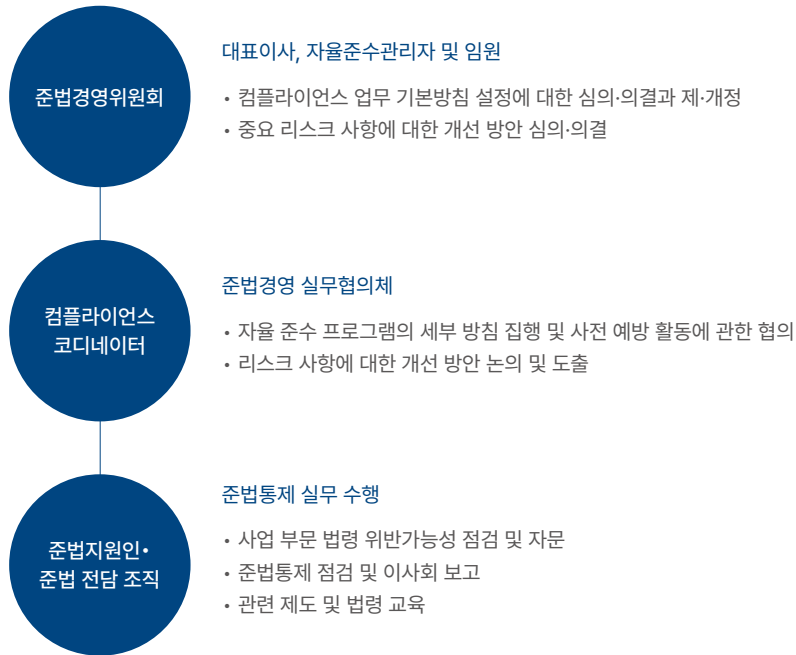 준법경영위원회
대표이사, 자율준수관리자 및 임원
• 컴플라이언스 업무 기본방침 설정에 대한 심의·의결과 제·개정
• 중요 리스크 사항에 대한 개선 방안 심의·의결
컴플라이언스
코디네이터
준법경영 실무협의체
• 자율 준수 프로그램의 세부 방침 집행 및 사전 예방 활동에 관한 협의
• 리스크 사항에 대한 개선 방안 논의 및 도출
준법지원인•
준법 전담 조직
준법통제 실무 수행
• 사업 부문 법령 위반가능성 점검 및 자문
• 준법통제 점검 및 이사회 보고
• 관련 제도 및 법령 교육